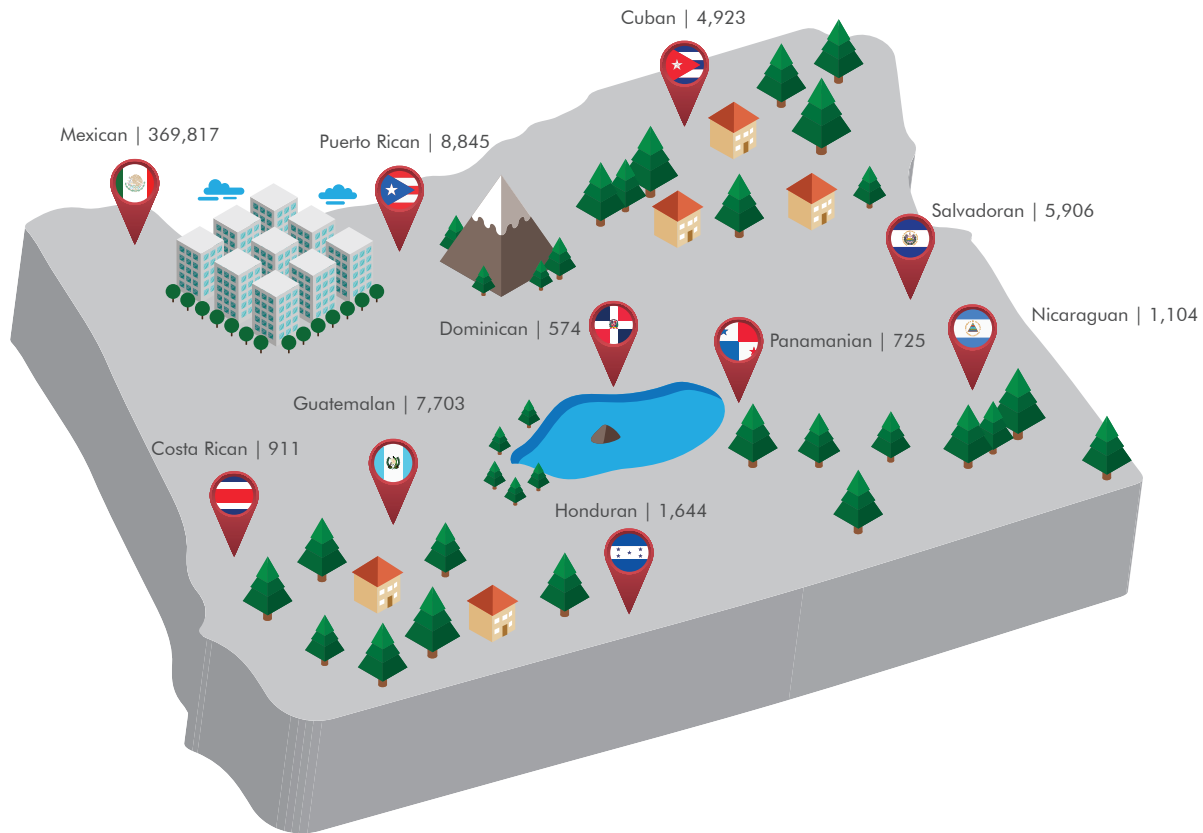 Cuban | 4,923
Mexican | 369,817
Puerto Rican | 8,845
Salvadoran | 5,906
Nicaraguan | 1,104
Dominican | 574
Panamanian | 725
Guatemalan | 7,703
Costa Rican | 911
Honduran | 1,644